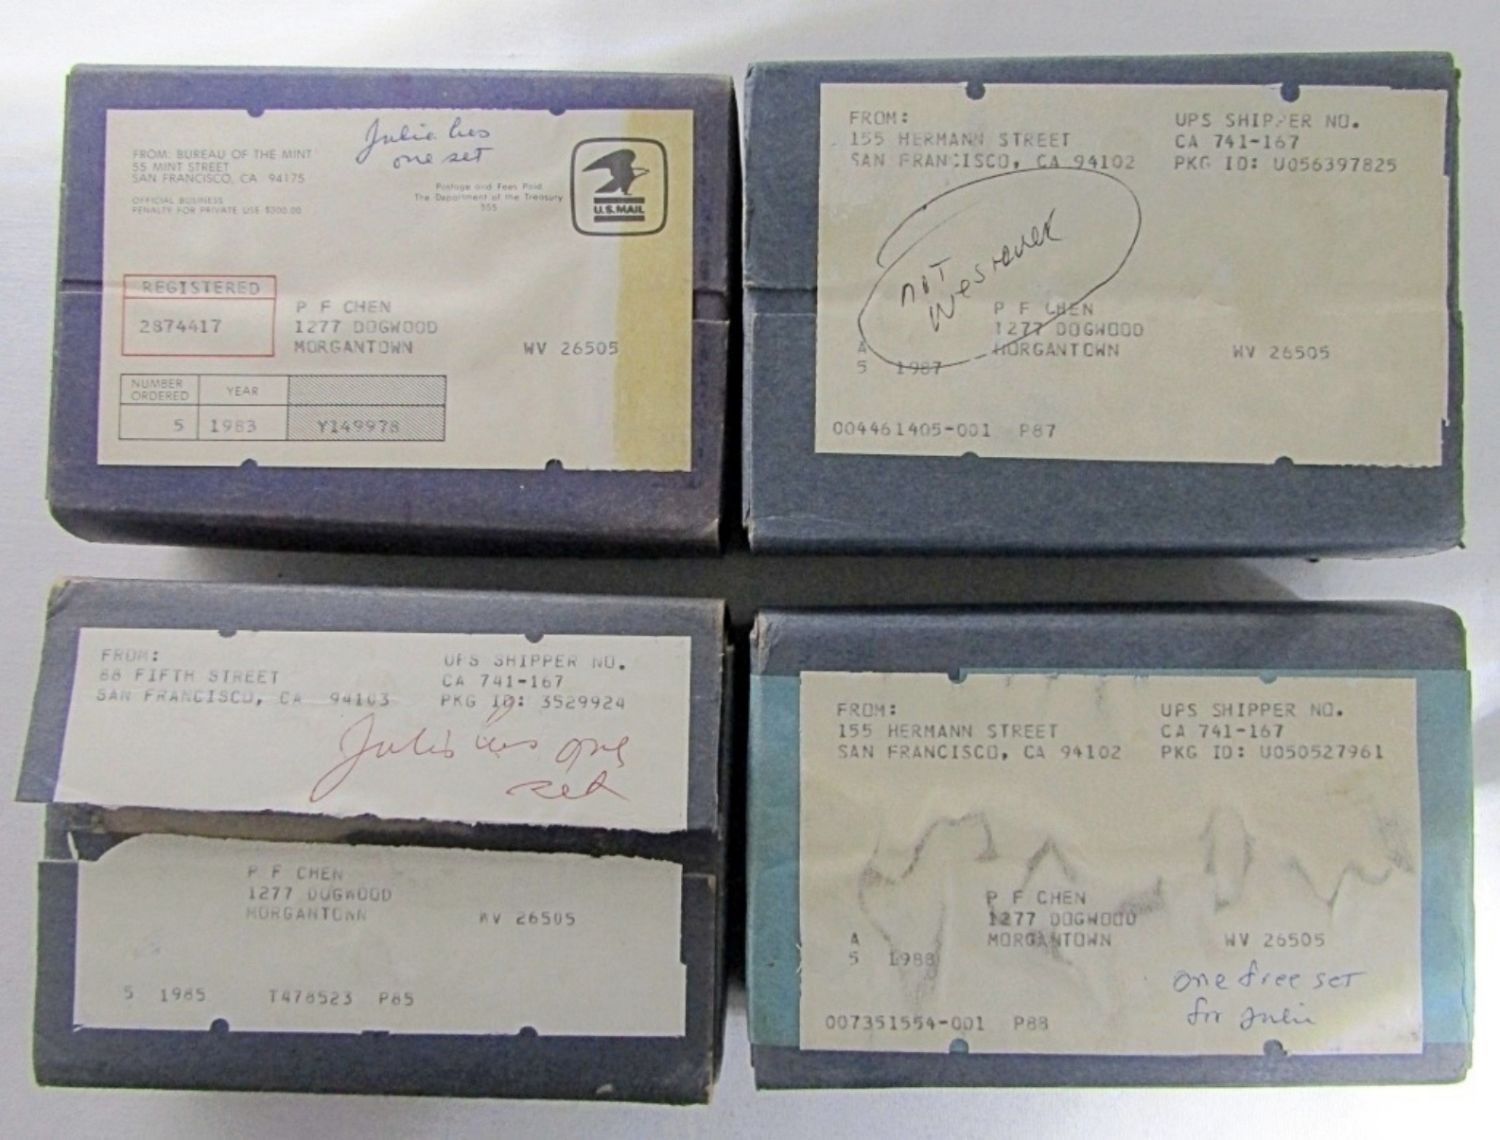 Julia has
one set
FROM: BUREAU OF THE MINT
55 MINT STREET
SAN FRANCISCO, CA 94175
OFFICIAL BUSINESS
PENALTY FOR PRIVATE USE $300.00
Postage and Fees Paid
The Department of the Treasury
355
U.S.MAIL
REGISTERED
2874417
P F CHEN
1277 DOGWOOD
MORGANTOWN WV 26505
NUMBER ORDERED YEAR
5 1983 Y149978
FROM: UPS SHIPPER NO.
155 HERMANN STREET CA 741-167
SAN FRANCISCO, CA 94102 PKG ID: U056397825
not
P F CHEN
1277 DOGWOOD
A MORGANTOWN WV 26505
5 1987
004461405-001 P87
FROM: UPS SHIPPER NO.
88 FIFTH STREET CA 741-167
SAN FRANCISCO, CA 94103 PKG ID: 3529924
Julia has one
set
P F CHEN
1277 DOGWOOD
MORGANTOWN WV 26505
5 1985 T478523 P85
FROM: UPS SHIPPER NO.
155 HERMANN STREET CA 741-167
SAN FRANCISCO, CA 94102 PKG ID: U050527961
P F CHEN
1277 DOGWOOD
A MORGANTOWN WV 26505
5 1988
one free set
for Julia
007351554-001 P88